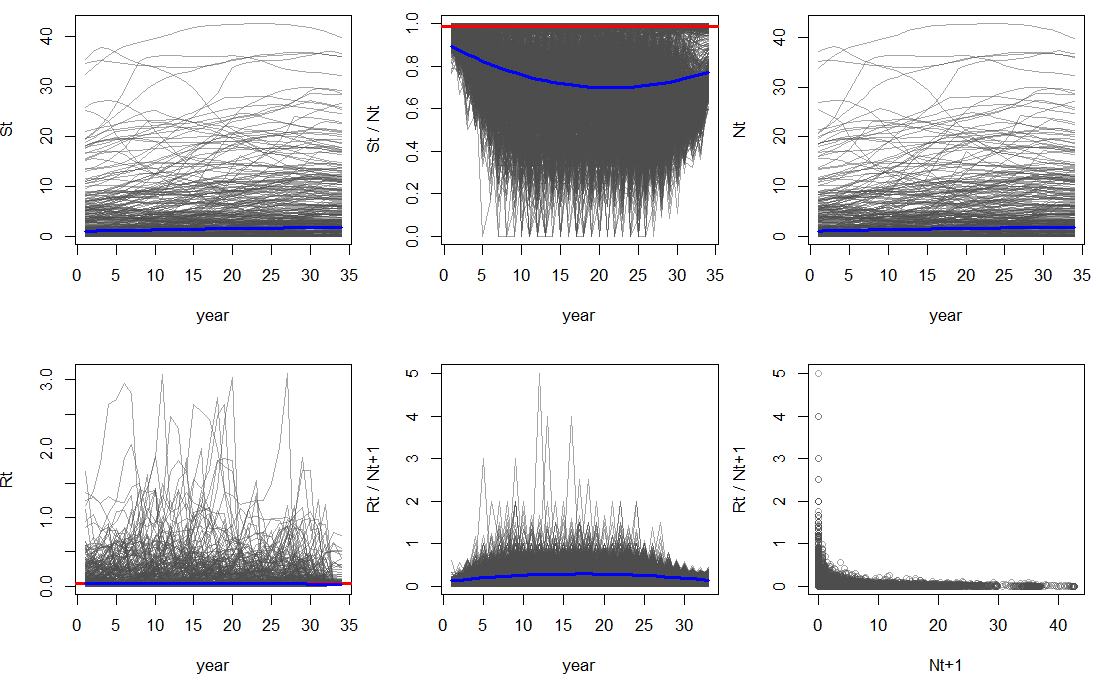 St
0 10 20 30 40
0 5 10 15 20 25 30 35
year
St / Nt
0.0 0.2 0.4 0.6 0.8 1.0
0 5 10 15 20 25 30 35
year
Nt
0 10 20 30 40
0 5 10 15 20 25 30 35
year
Rt
0.0 1.0 2.0 3.0
0 5 10 15 20 25 30 35
year
Rt / Nt+1
0 1 2 3 4 5
0 5 10 15 20 25 30
year
Rt / Nt+1
0 1 2 3 4 5
0 10 20 30 40
Nt+1